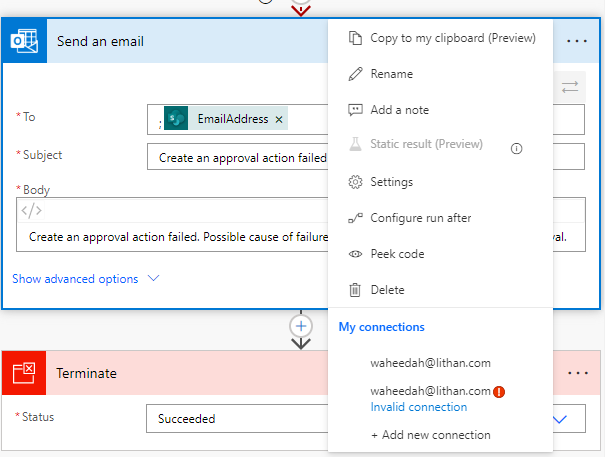 Send an email
* To
; EmailAddress ×
* Subject
Create an approval action failed
* Body
</>
Create an approval action failed. Possible cause of failure
val.
Show advanced options
Copy to my clipboard (Preview)
Rename
Add a note
Static result (Preview)
Settings
Configure run after
Peek code
Delete
My connections
waheedah@lithan.com
waheedah@lithan.com
Invalid connection
+ Add new connection
Terminate
* Status
Succeeded